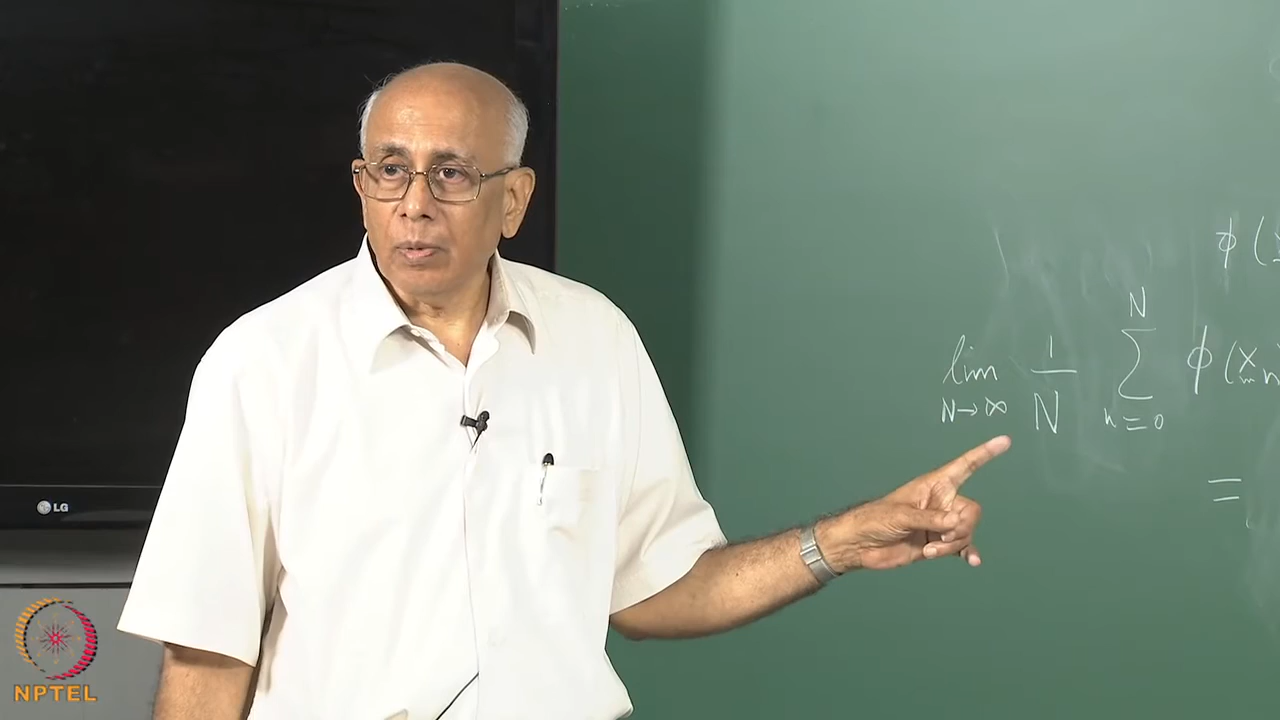 ϕ (x
lim 1/N N∑n=0 ϕ (x n
N→∞
=
LG
NPTEL